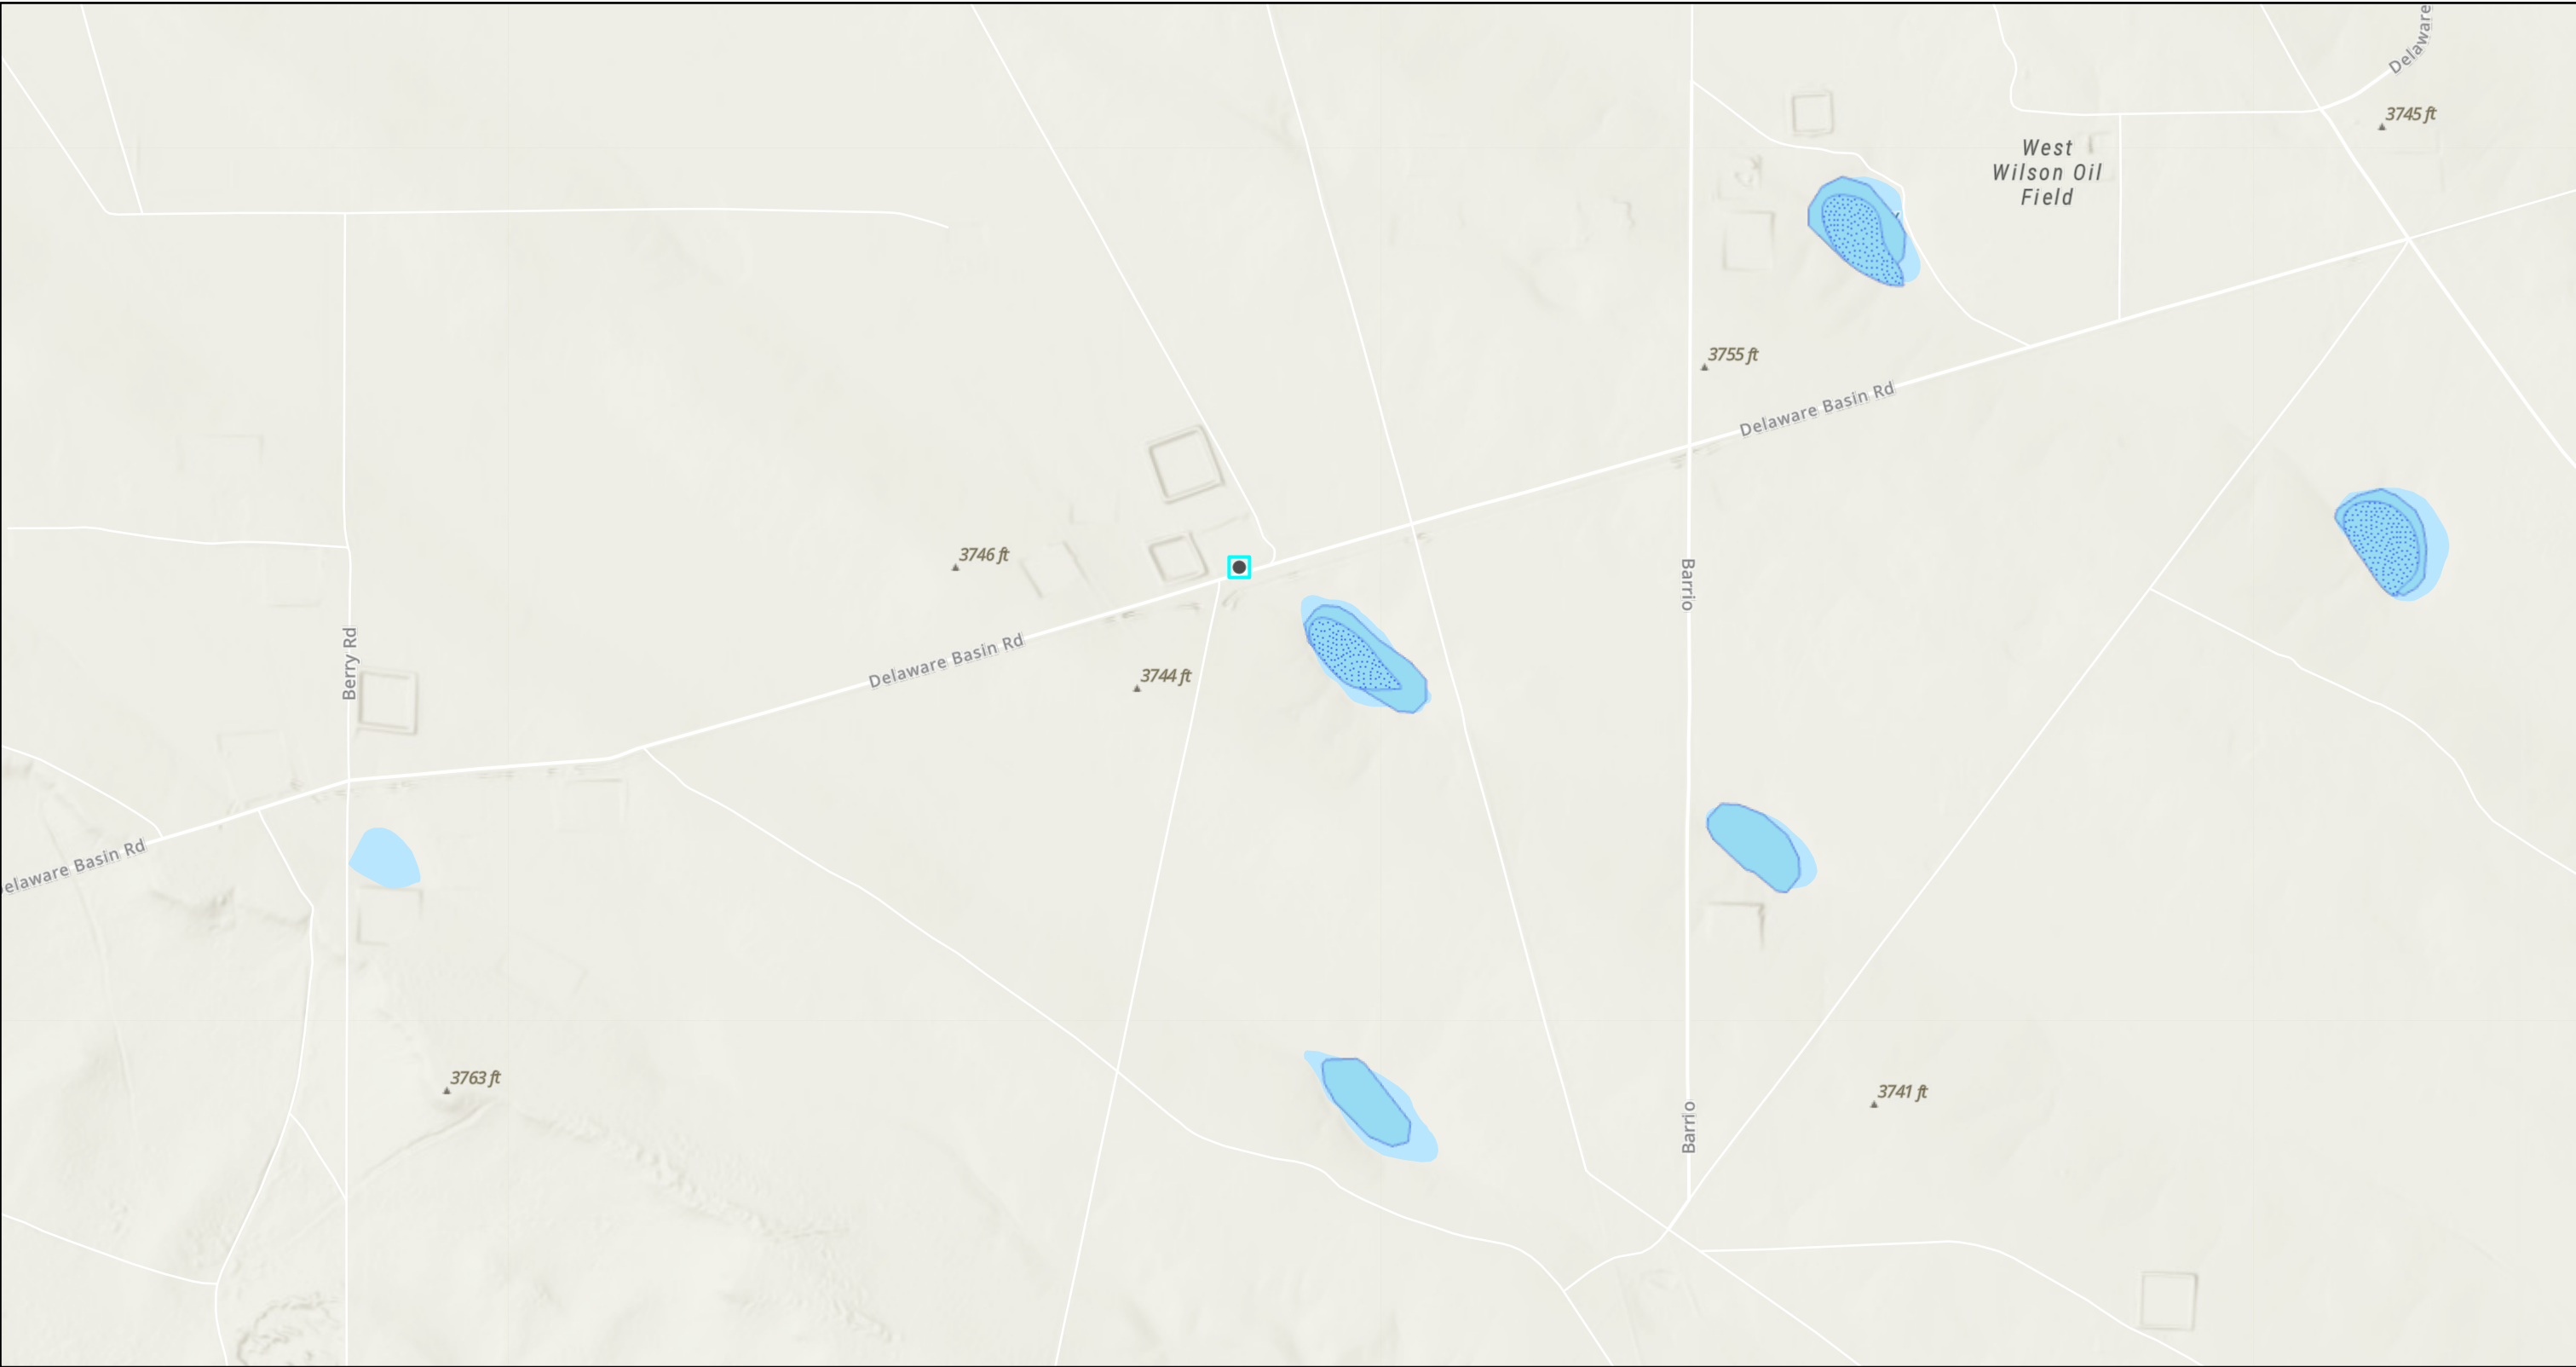 Delaware
3745 ft
West
Wilson Oil
Field
3755 ft
Delaware Basin Rd
3746 ft
Barrio
Delaware Basin Rd
Berry Rd
3744 ft
elaware Basin Rd
3763 ft
3741 ft
Barrio